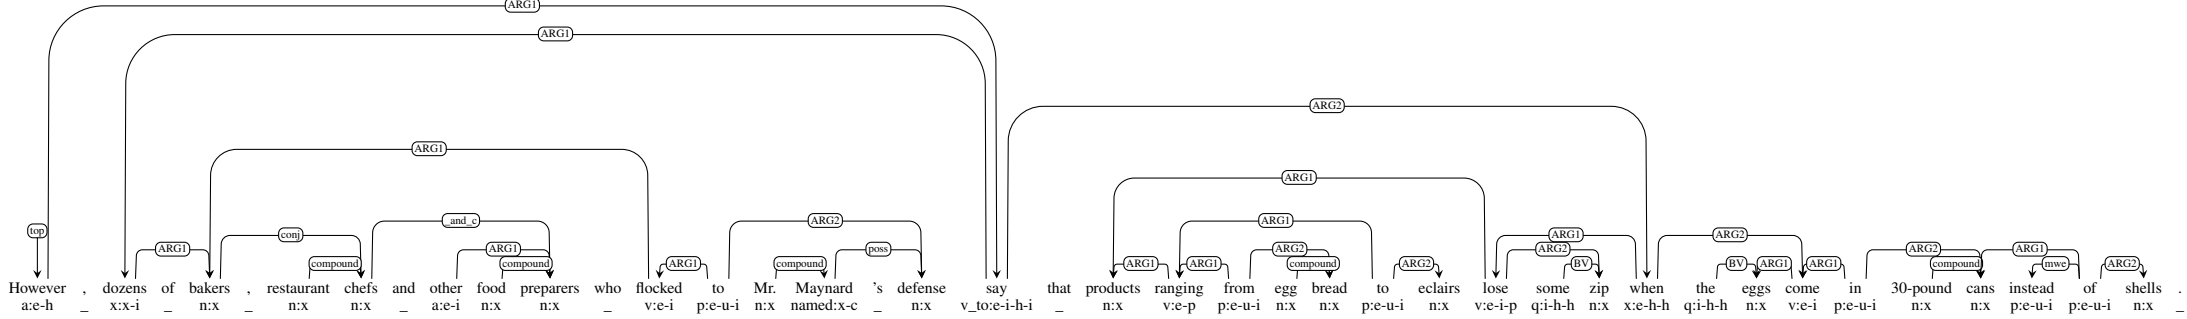 ARG1
ARG1
ARG2
ARG1
ARG1
_and_c ARG2 ARG1
top conj ARG1 ARG2 ARG2
ARG1 ARG1 poss ARG2 ARG2 ARG2 ARG1
compound compound ARG1 compound ARG1 ARG1 compound ARG2 BV BV ARG1 ARG1 compound mwe ARG2
However , dozens of bakers , restaurant chefs and other food preparers who flocked to Mr. Maynard 's defense say that products ranging from egg bread to eclairs lose some zip when the eggs come in 30-pound cans instead of shells .
a:e-h _ x:x-i _ n:x _ n:x n:x _ a:e-i n:x n:x _ v:e-i p:e-u-i n:x named:x-c _ n:x v_to:e-i-h-i _ n:x v:e-p p:e-u-i n:x n:x p:e-u-i n:x v:e-i-p q:i-h-h n:x x:e-h-h q:i-h-h n:x v:e-i p:e-u-i n:x n:x p:e-u-i p:e-u-i n:x _